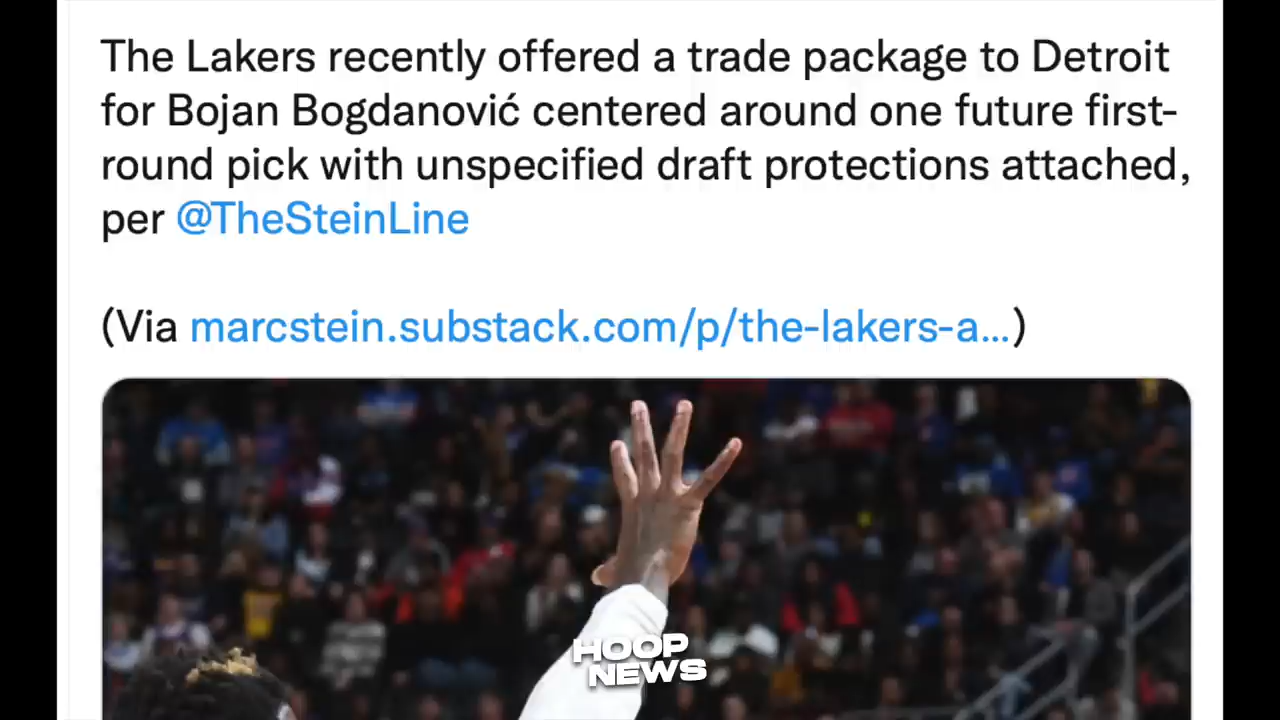 The Lakers recently offered a trade package to Detroit
for Bojan Bogdanović centered around one future first-
round pick with unspecified draft protections attached,
per @TheSteinLine
(Via marcstein.substack.com/p/the-lakers-a...)
HOOP
NEWS